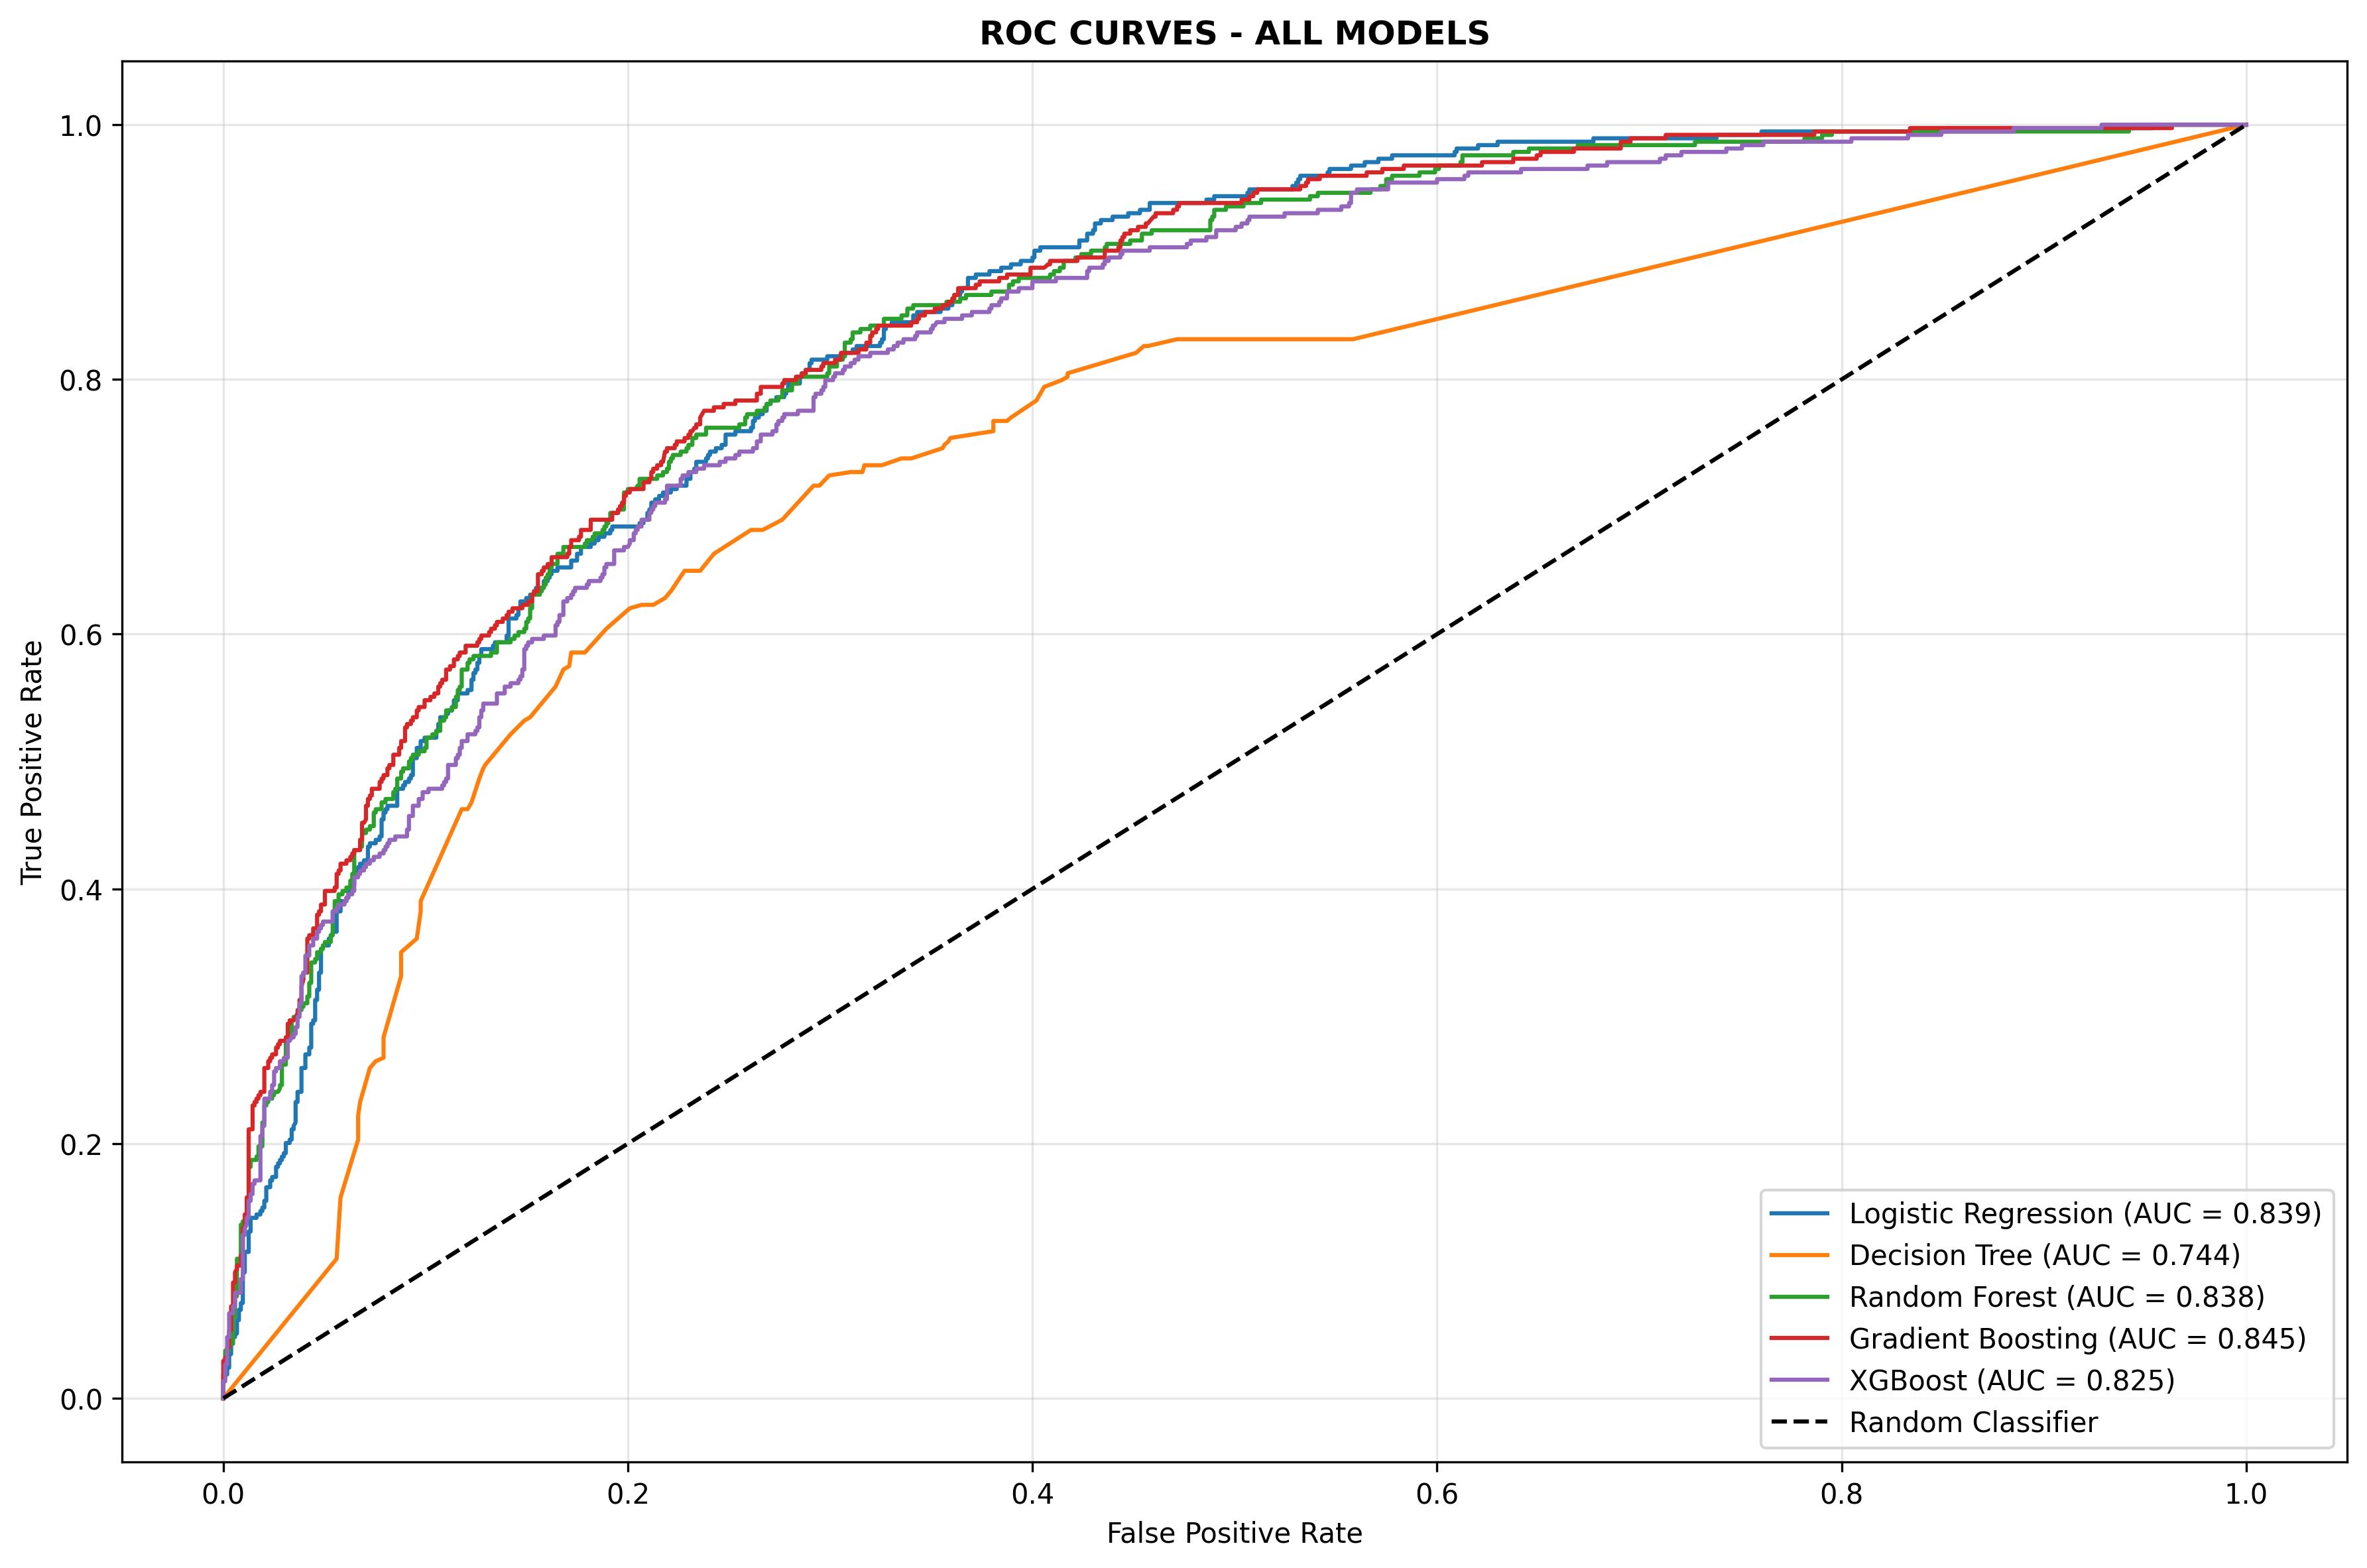 ROC CURVES - ALL MODELS
True Positive Rate
1.0
0.8
0.6
0.4
0.2
0.0
Logistic Regression (AUC = 0.839)
Decision Tree (AUC = 0.744)
Random Forest (AUC = 0.838)
Gradient Boosting (AUC = 0.845)
XGBoost (AUC = 0.825)
Random Classifier
0.0 0.2 0.4 0.6 0.8 1.0
False Positive Rate